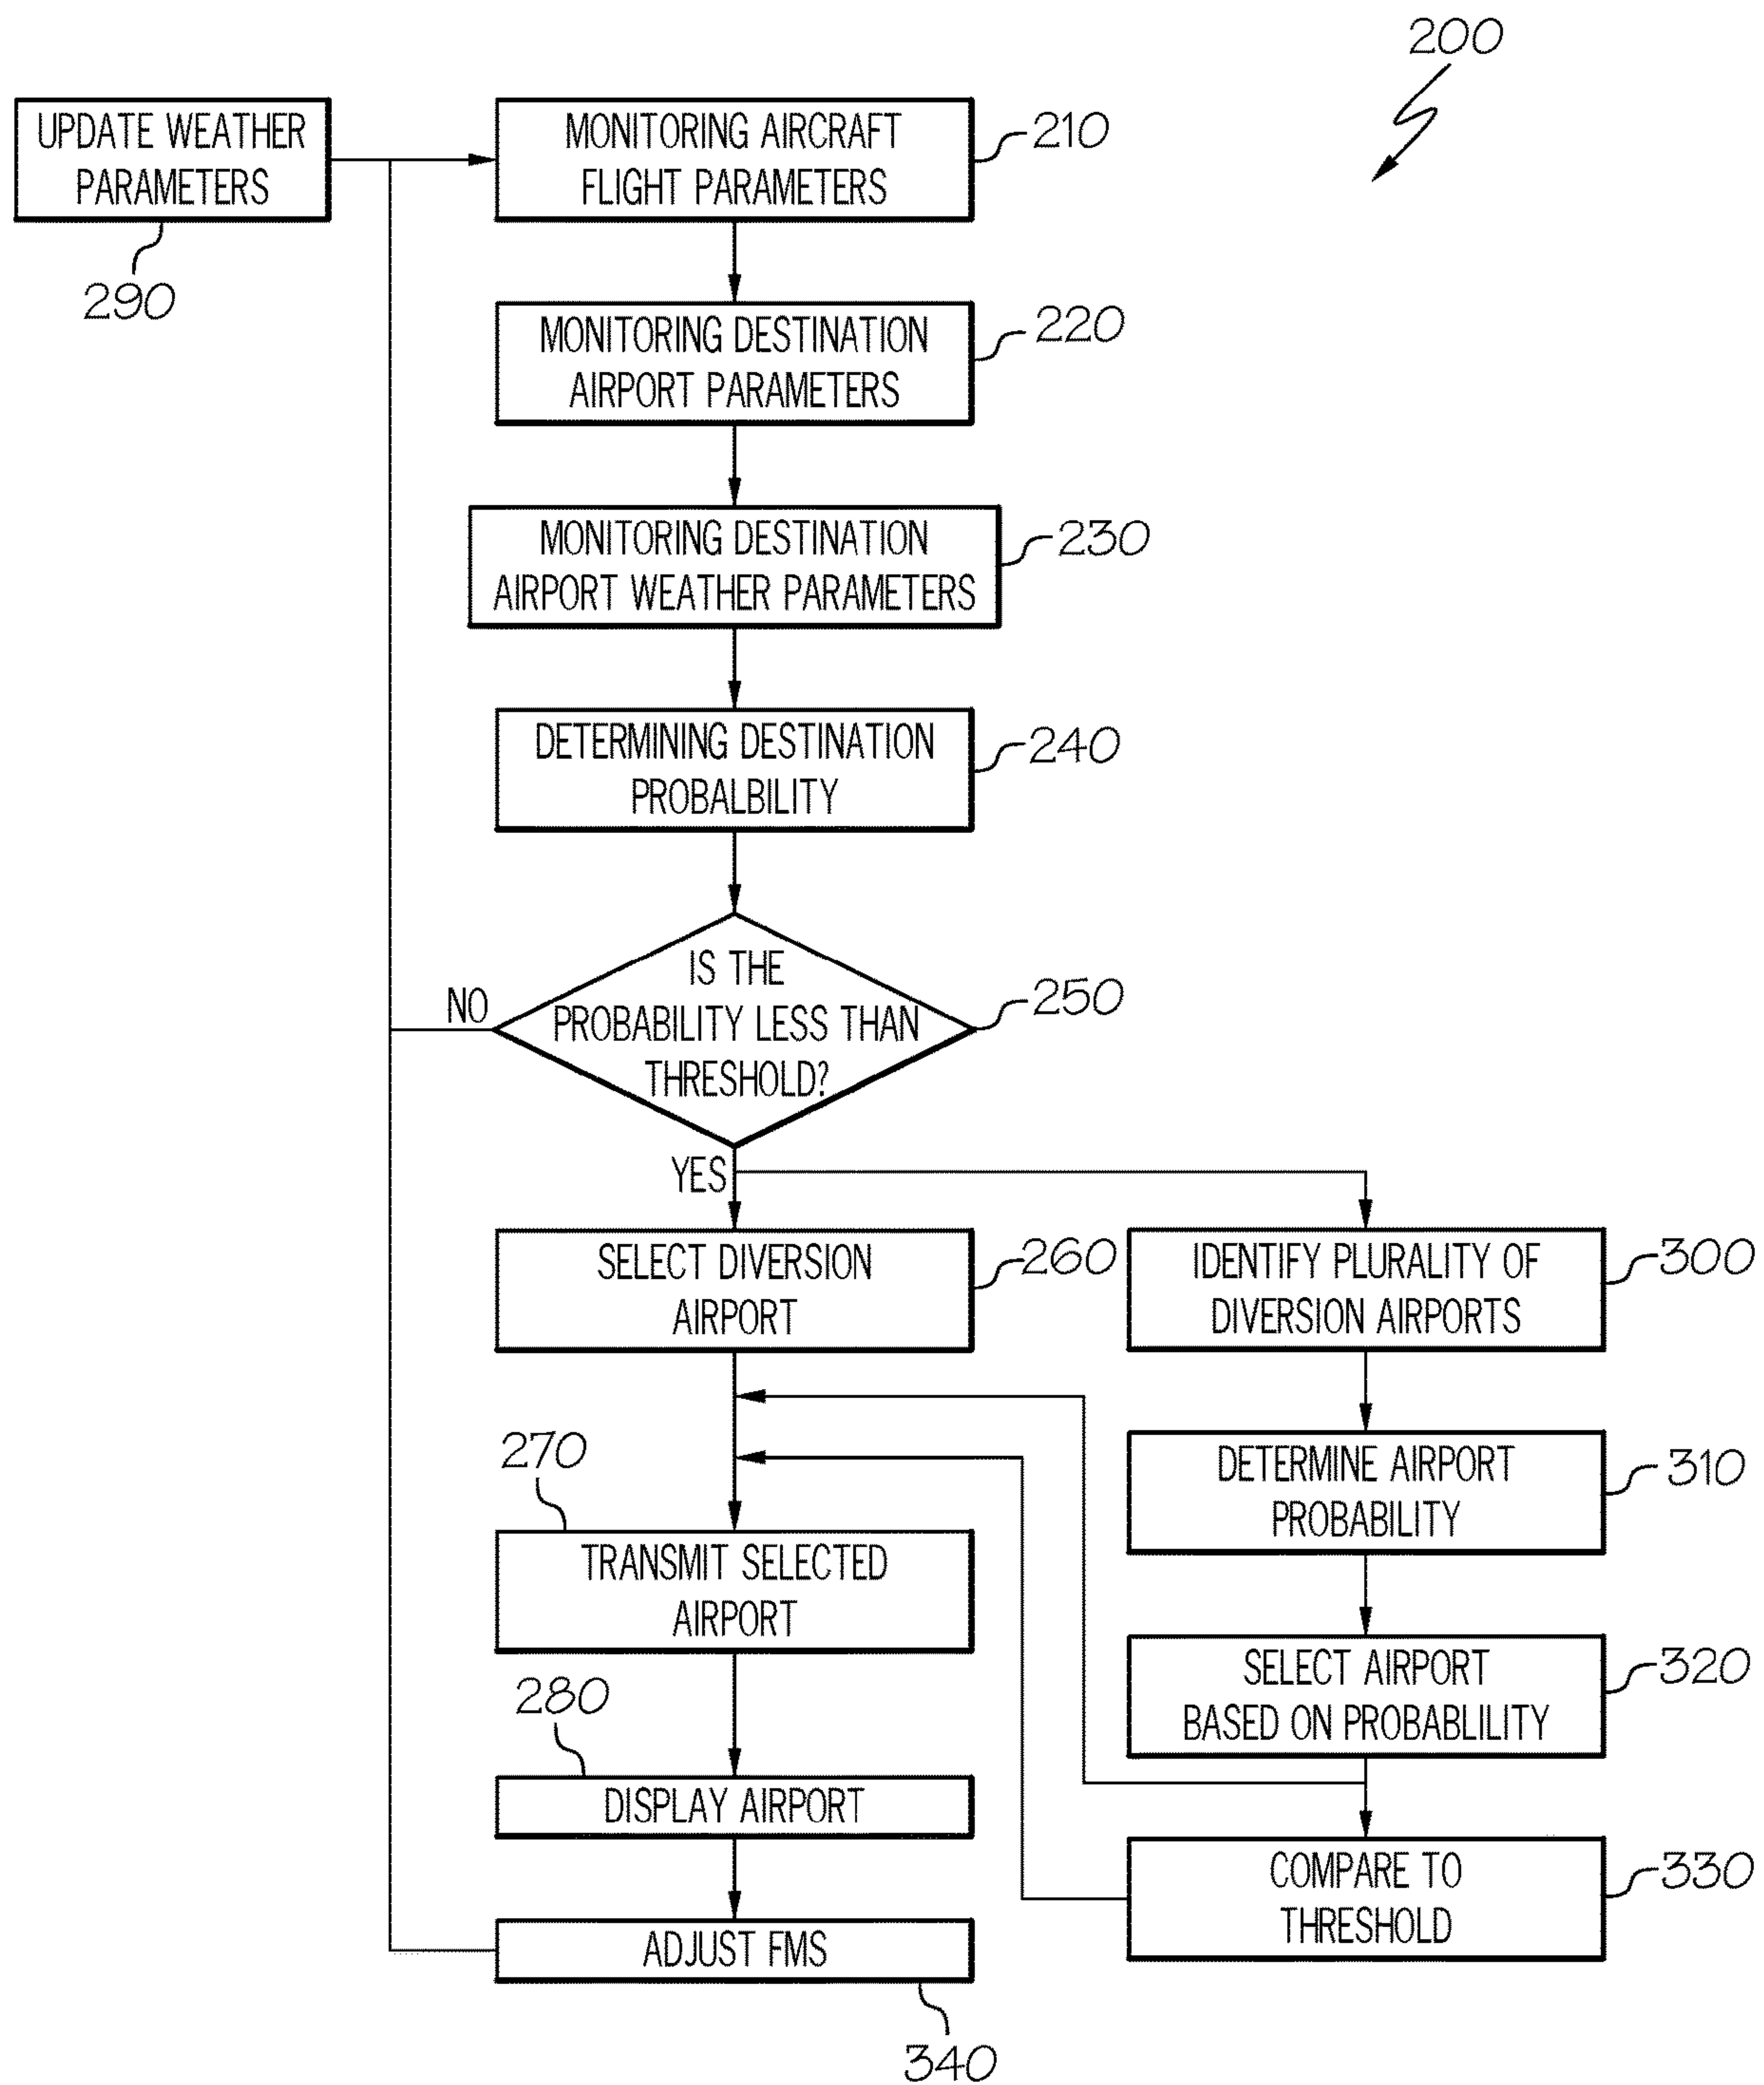 200
UPDATE WEATHER
PARAMETERS
290
MONITORING AIRCRAFT
FLIGHT PARAMETERS
210
MONITORING DESTINATION
AIRPORT PARAMETERS
220
MONITORING DESTINATION
AIRPORT WEATHER PARAMETERS
230
DETERMINING DESTINATION
PROBALBILITY
240
IS THE
PROBABILITY LESS THAN
THRESHOLD?
250
NO
YES
SELECT DIVERSION
AIRPORT
260
IDENTIFY PLURALITY OF
DIVERSION AIRPORTS
300
270
TRANSMIT SELECTED
AIRPORT
DETERMINE AIRPORT
PROBABILITY
310
280
DISPLAY AIRPORT
SELECT AIRPORT
BASED ON PROBABLILITY
320
ADJUST FMS
340
COMPARE TO
THRESHOLD
330